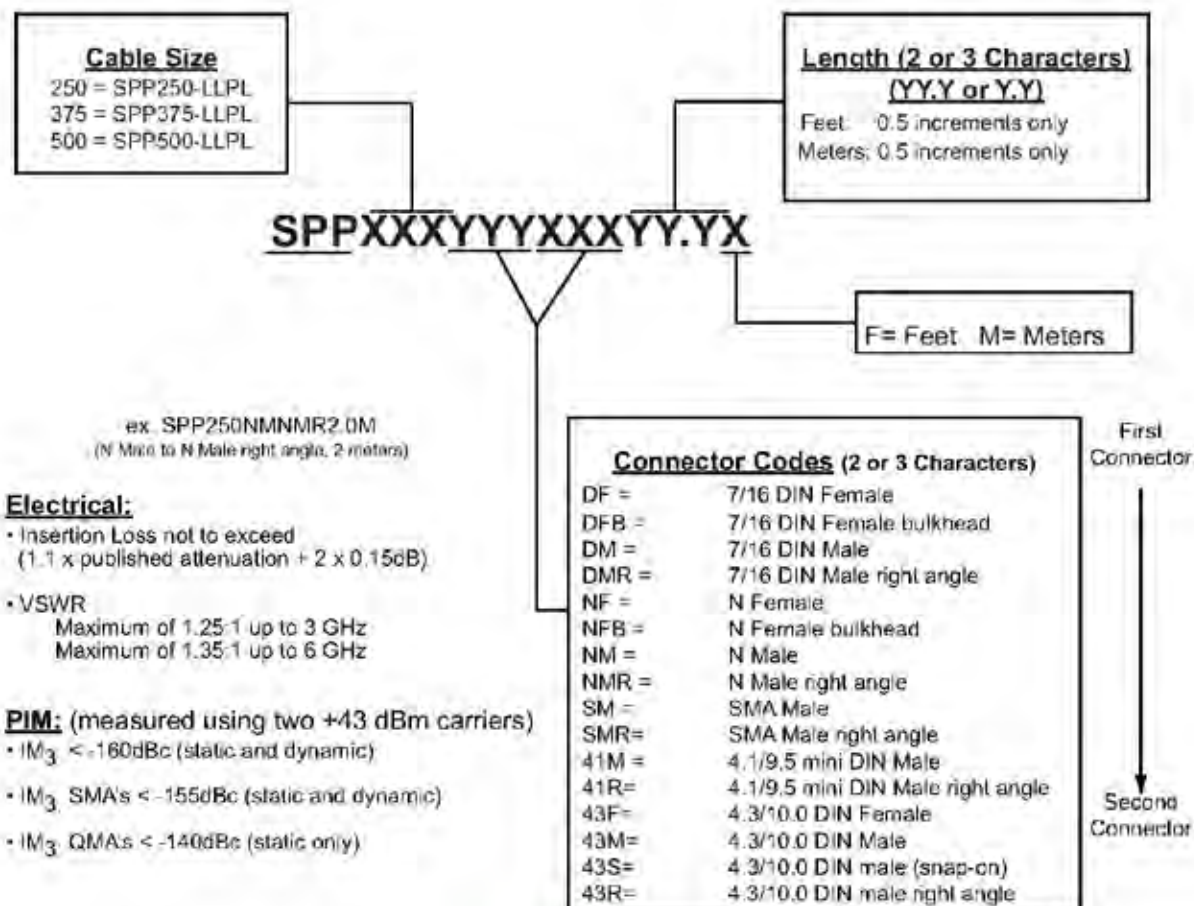 Cable Size
250 = SPP250-LLPL
375 = SPP375-LLPL
500 = SPP500-LLPL
Length (2 or 3 Characters)
(YY.Y or Y.Y)
Feet: 0.5 increments only
Meters: 0.5 increments only
SPPXXXYYYXXXYY.YX
F= Feet M= Meters
ex. SPP250NMNMR2.0M
(N Male to N Male right angle, 2 meters)
Electrical:
• Insertion Loss not to exceed
(1.1 x published attenuation + 2 x 0.15dB)
• VSWR
Maximum of 1.25:1 up to 3 GHz
Maximum of 1.35:1 up to 6 GHz
PIM: (measured using two +43 dBm carriers)
• IM3 < -160dBc (static and dynamic)
• IM3 SMA's < -155dBc (static and dynamic)
• IM3 QMA's < -140dBc (static only)
Connector Codes (2 or 3 Characters)
DF = 7/16 DIN Female
DFB = 7/16 DIN Female bulkhead
DM = 7/16 DIN Male
DMR = 7/16 DIN Male right angle
NF = N Female
NFB = N Female bulkhead
NM = N Male
NMR = N Male right angle
SM = SMA Male
SMR= SMA Male right angle
41M = 4.1/9.5 mini DIN Male
41R= 4.1/9.5 mini DIN Male right angle
43F= 4.3/10.0 DIN Female
43M= 4.3/10.0 DIN Male
43S= 4.3/10.0 DIN male (snap-on)
43R= 4.3/10.0 DIN male right angle
First
Connector
Second
Connector